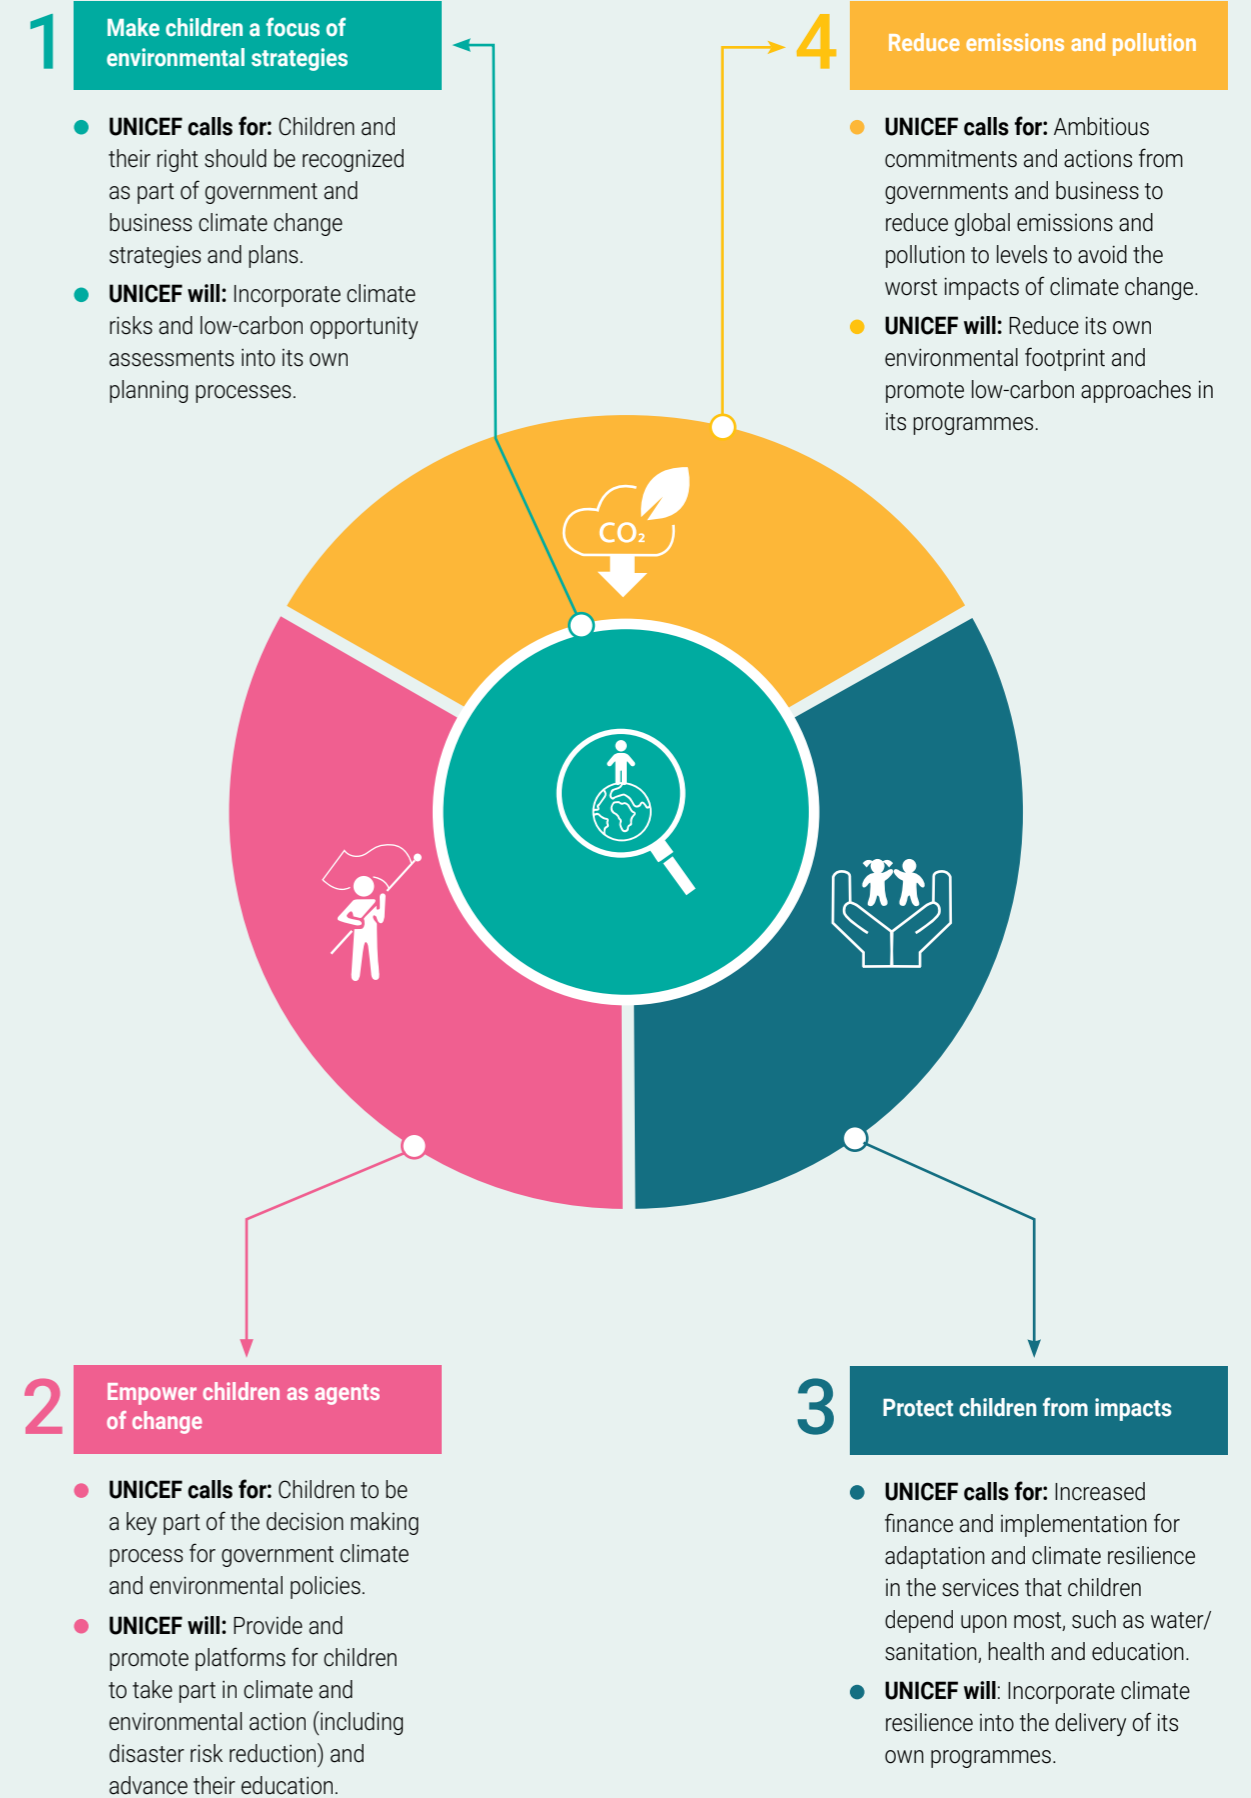 1
Make children a focus of
environmental strategies
UNICEF calls for: Children and
their right should be recognized
as part of government and
business climate change
strategies and plans.
UNICEF will: Incorporate climate
risks and low-carbon opportunity
assessments into its own
planning processes.
4
Reduce emissions and pollution
UNICEF calls for: Ambitious
commitments and actions from
governments and business to
reduce global emissions and
pollution to levels to avoid the
worst impacts of climate change.
UNICEF will: Reduce its own
environmental footprint and
promote low-carbon approaches in
its programmes.
CO₂
2
Empower children as agents
of change
UNICEF calls for: Children to be
a key part of the decision making
process for government climate
and environmental policies.
UNICEF will: Provide and
promote platforms for children
to take part in climate and
environmental action (including
disaster risk reduction) and
advance their education.
3
Protect children from impacts
UNICEF calls for: Increased
finance and implementation for
adaptation and climate resilience
in the services that children
depend upon most, such as water/
sanitation, health and education.
UNICEF will: Incorporate climate
resilience into the delivery of its
own programmes.